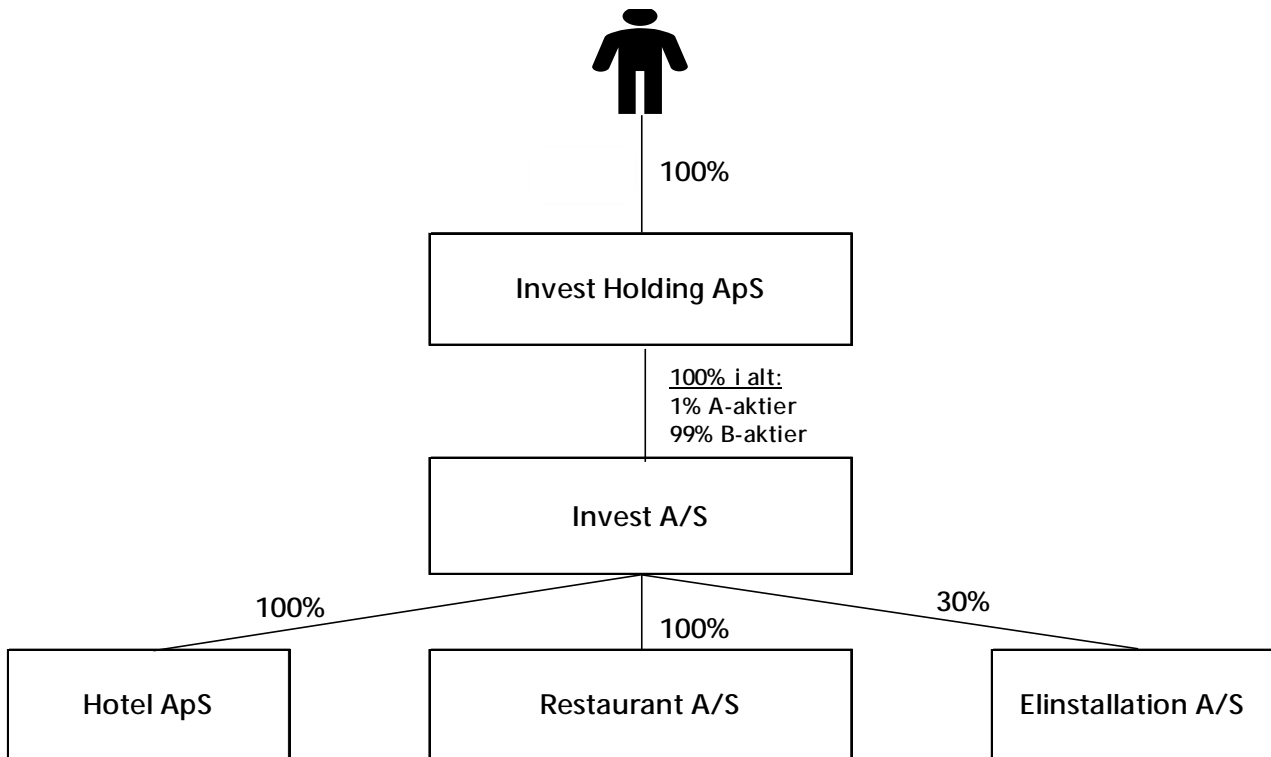 100%
Invest Holding ApS
100% i alt:
1% A-aktier
99% B-aktier
Invest A/S
100%
100%
30%
Hotel ApS
Restaurant A/S
Elinstallation A/S